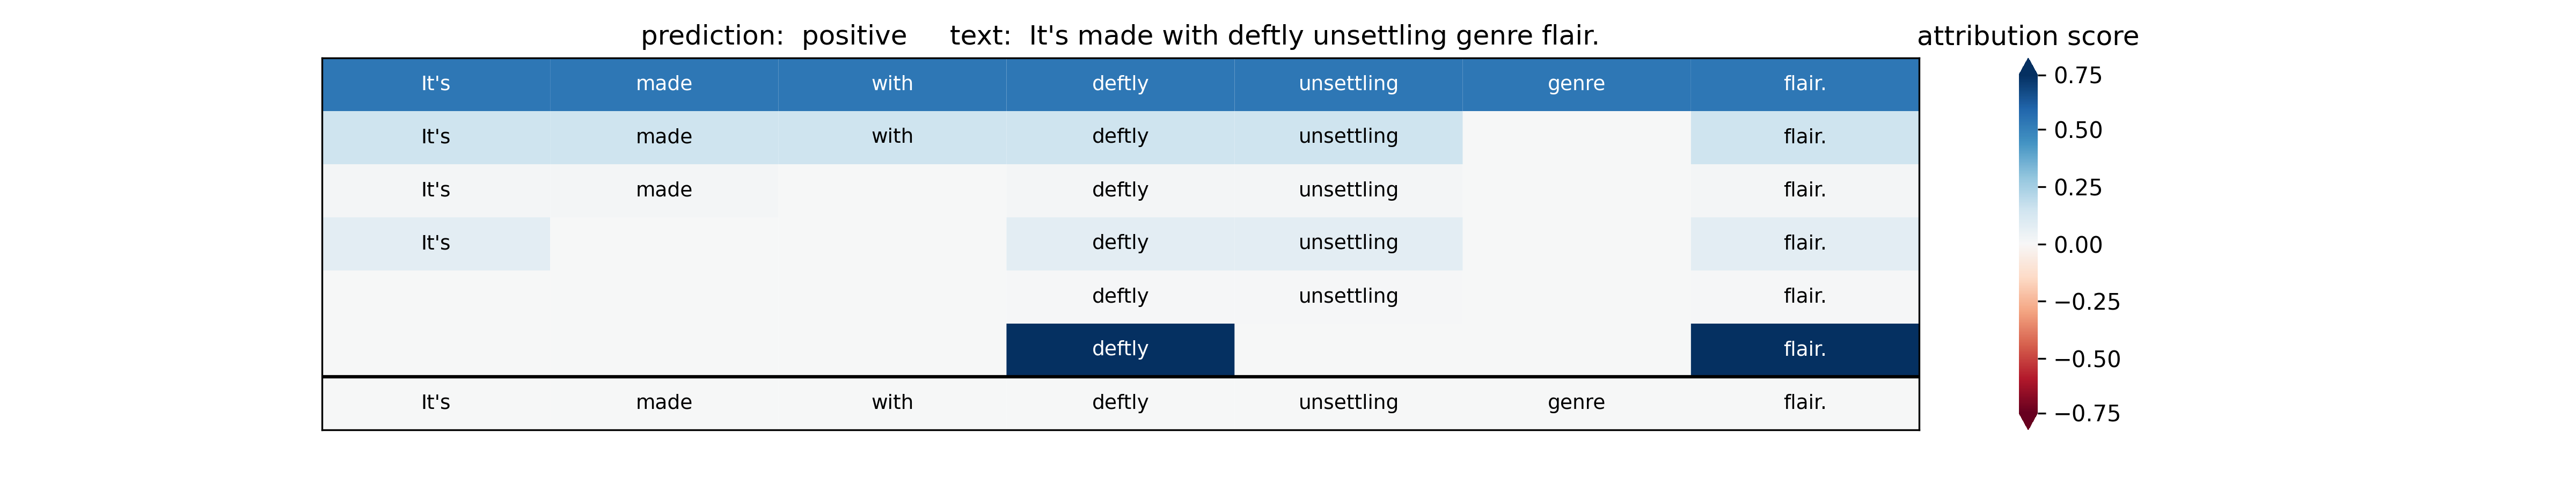 prediction: positive text: It's made with deftly unsettling genre flair.
attribution score
It's made with deftly unsettling genre flair.
It's made with deftly unsettling flair.
It's made deftly unsettling flair.
It's deftly unsettling flair.
deftly unsettling flair.
deftly flair.
It's made with deftly unsettling genre flair.
0.75
0.50
0.25
0.00
−0.25
−0.50
−0.75